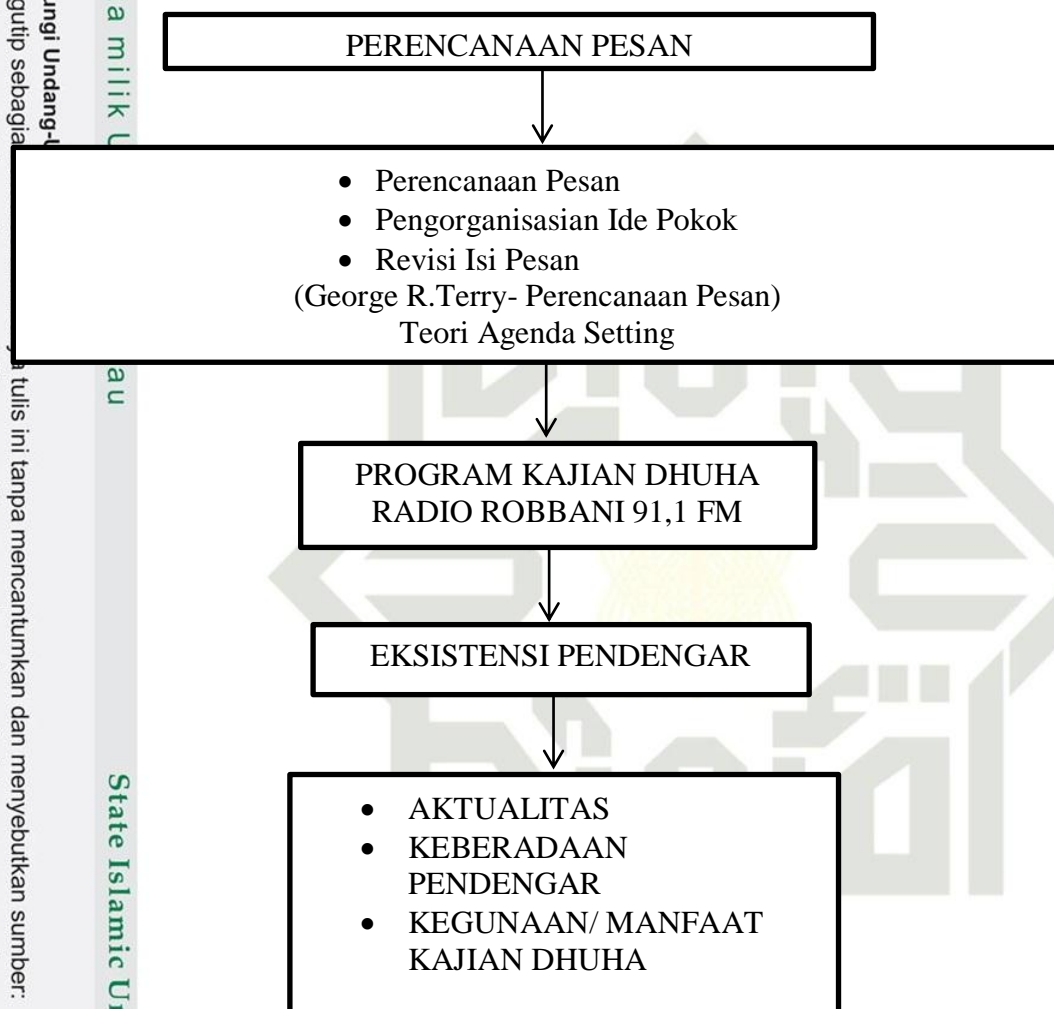 PERENCANAAN PESAN
• Perencanaan Pesan
• Pengorganisasian Ide Pokok
• Revisi Isi Pesan
(George R.Terry- Perencanaan Pesan)
Teori Agenda Setting
PROGRAM KAJIAN DHUHA
RADIO ROBBANI 91,1 FM
EKSISTENSI PENDENGAR
• AKTUALITAS
• KEBERADAAN
PENDENGAR
• KEGUNAAN/ MANFAAT
KAJIAN DHUHA
a milik
au
State Islamic
ungi Undang-
gutip sebagia
tulis ini tanpa mencantumkan dan menyebutkan sumber: